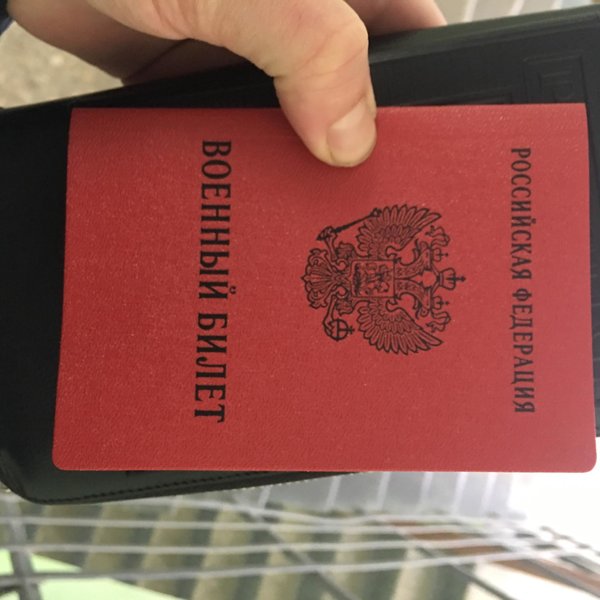 РОССИЙСКАЯ ФЕДЕРАЦИЯ
ВОЕННЫЙ БИЛЕТ